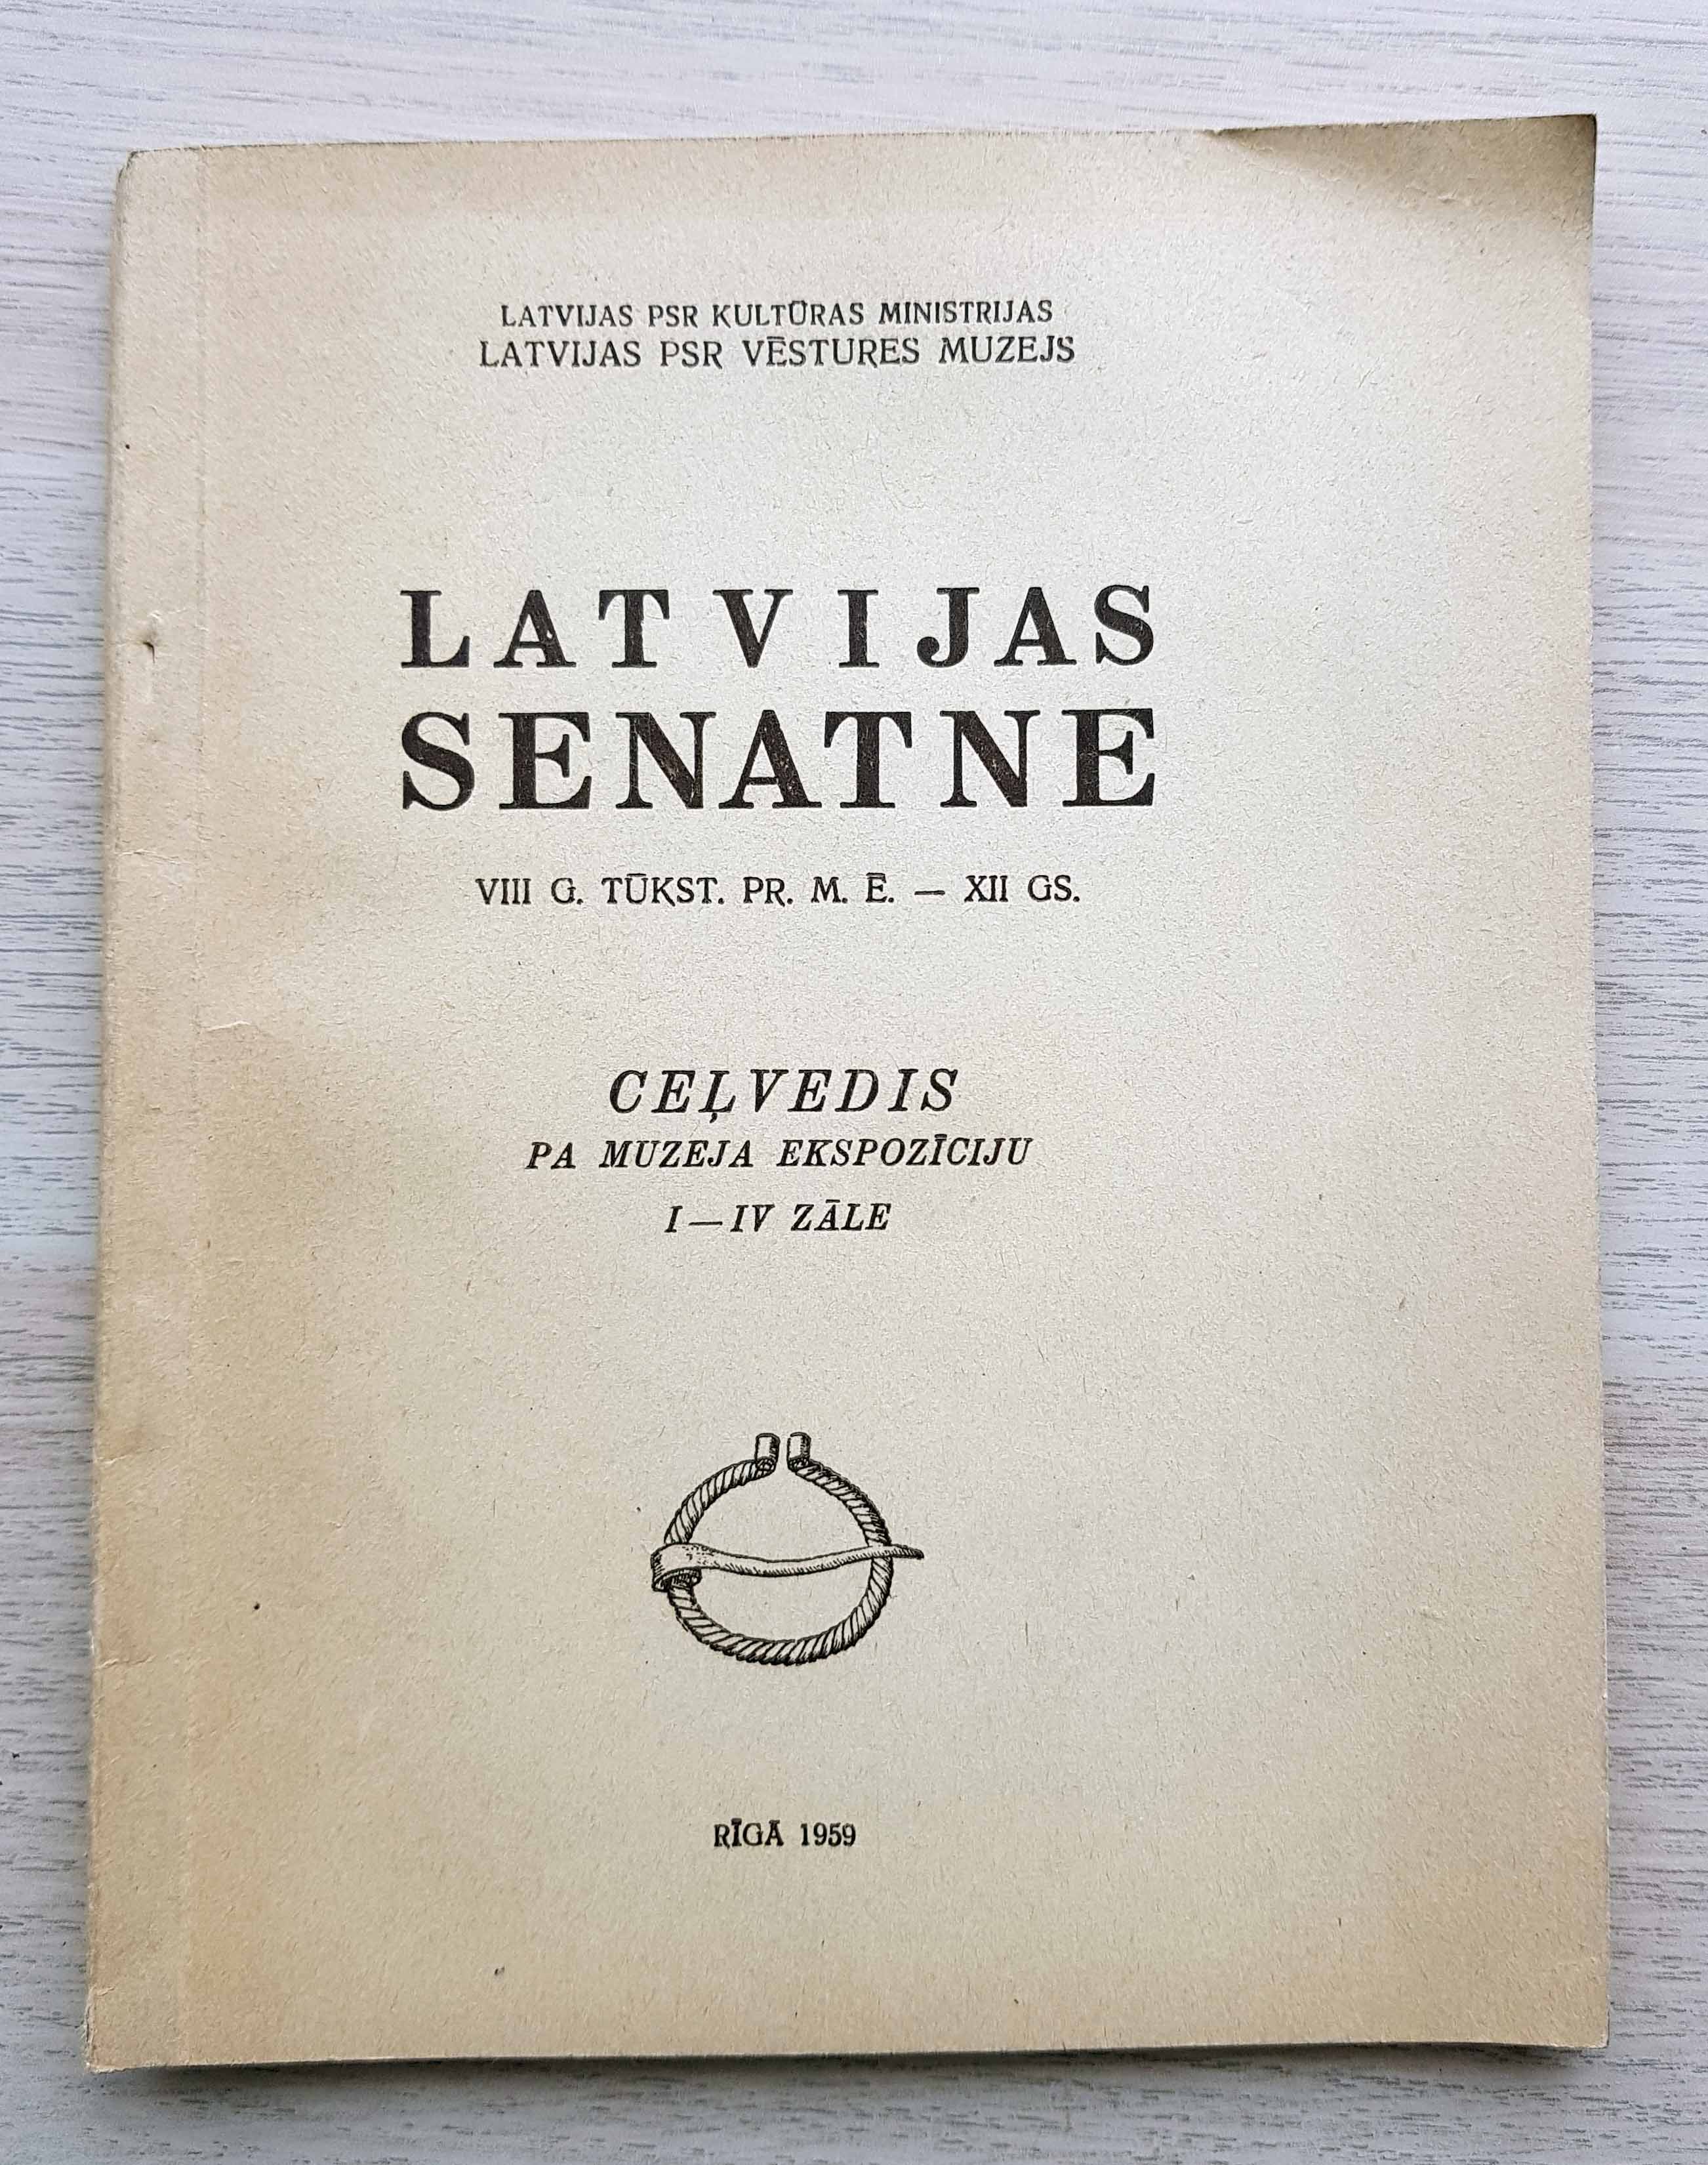 LATVIJAS PSR KULTŪRAS MINISTRIJAS
LATVIJAS PSR VĒSTURES MUZEJS
LATVIJAS
SENATNE
VIII G. TŪKST. PR. M. Ē. — XII GS.
CEĻVEDIS
PA MUZEJA EKSPOZĪCIJU
I—IV ZĀLE
RĪGĀ 1959